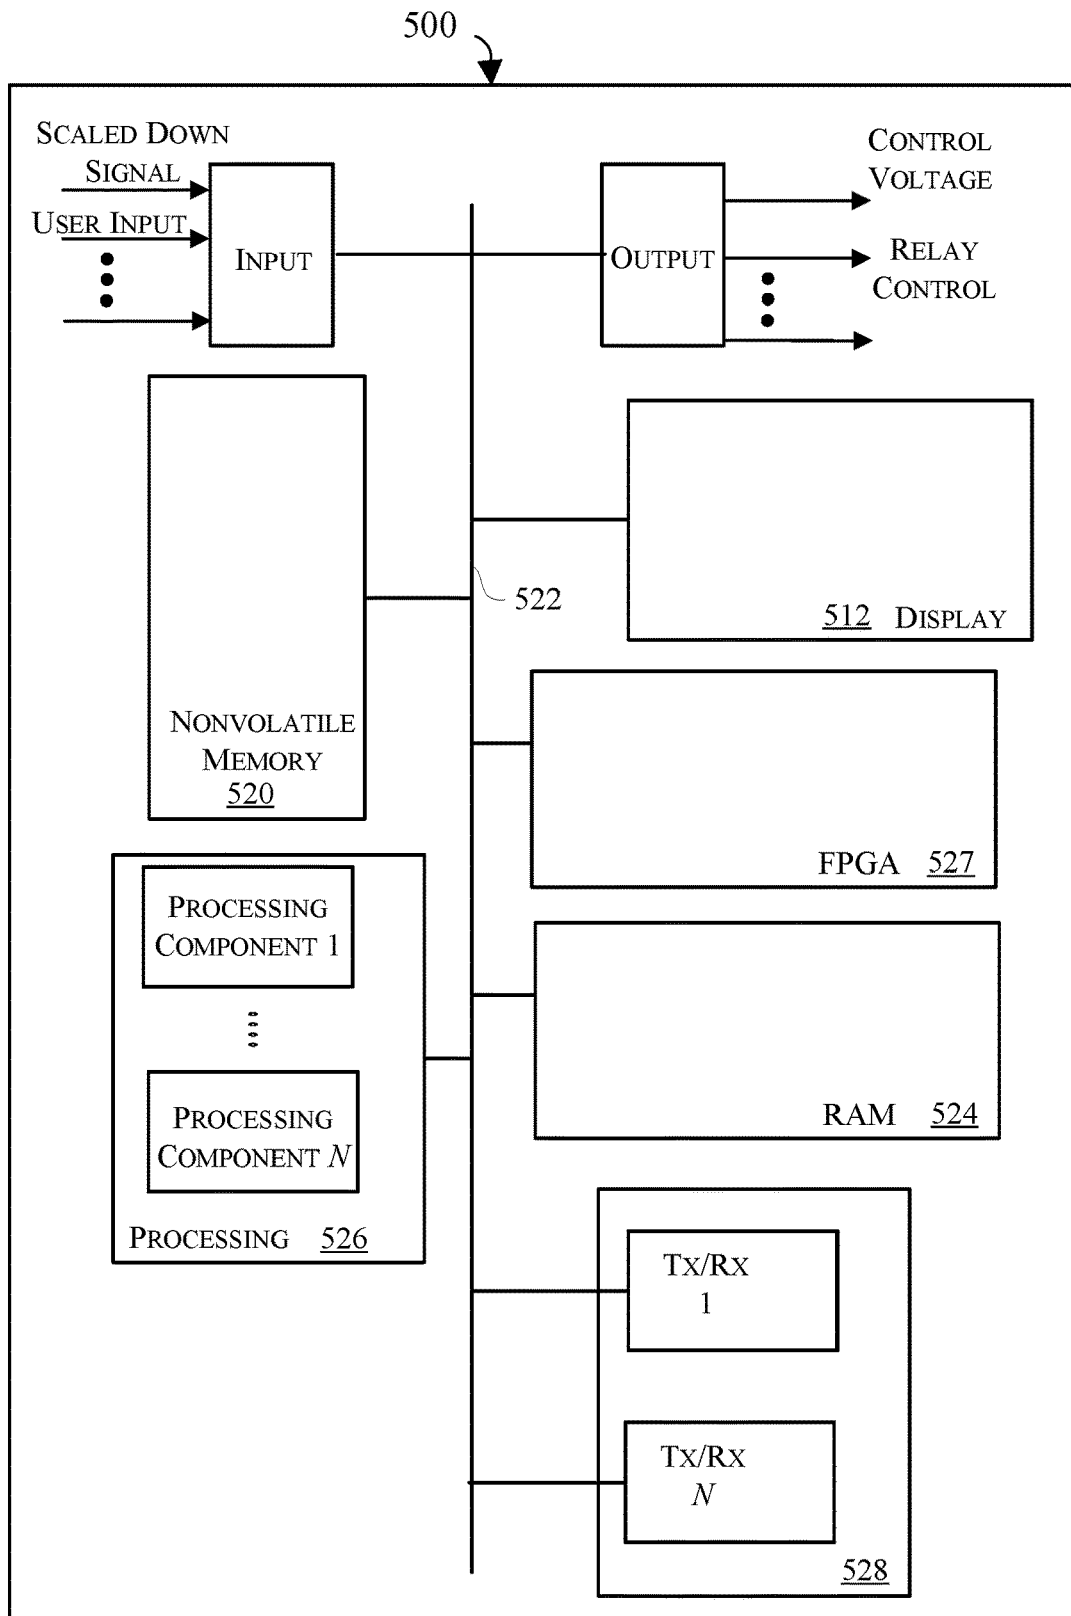 500
SCALED DOWN
SIGNAL
USER INPUT
INPUT
OUTPUT
CONTROL
VOLTAGE
RELAY
CONTROL
522
512 DISPLAY
NONVOLATILE
MEMORY
520
FPGA 527
PROCESSING
COMPONENT 1
PROCESSING
COMPONENT N
PROCESSING 526
RAM 524
TX/RX
1
TX/RX
N
528